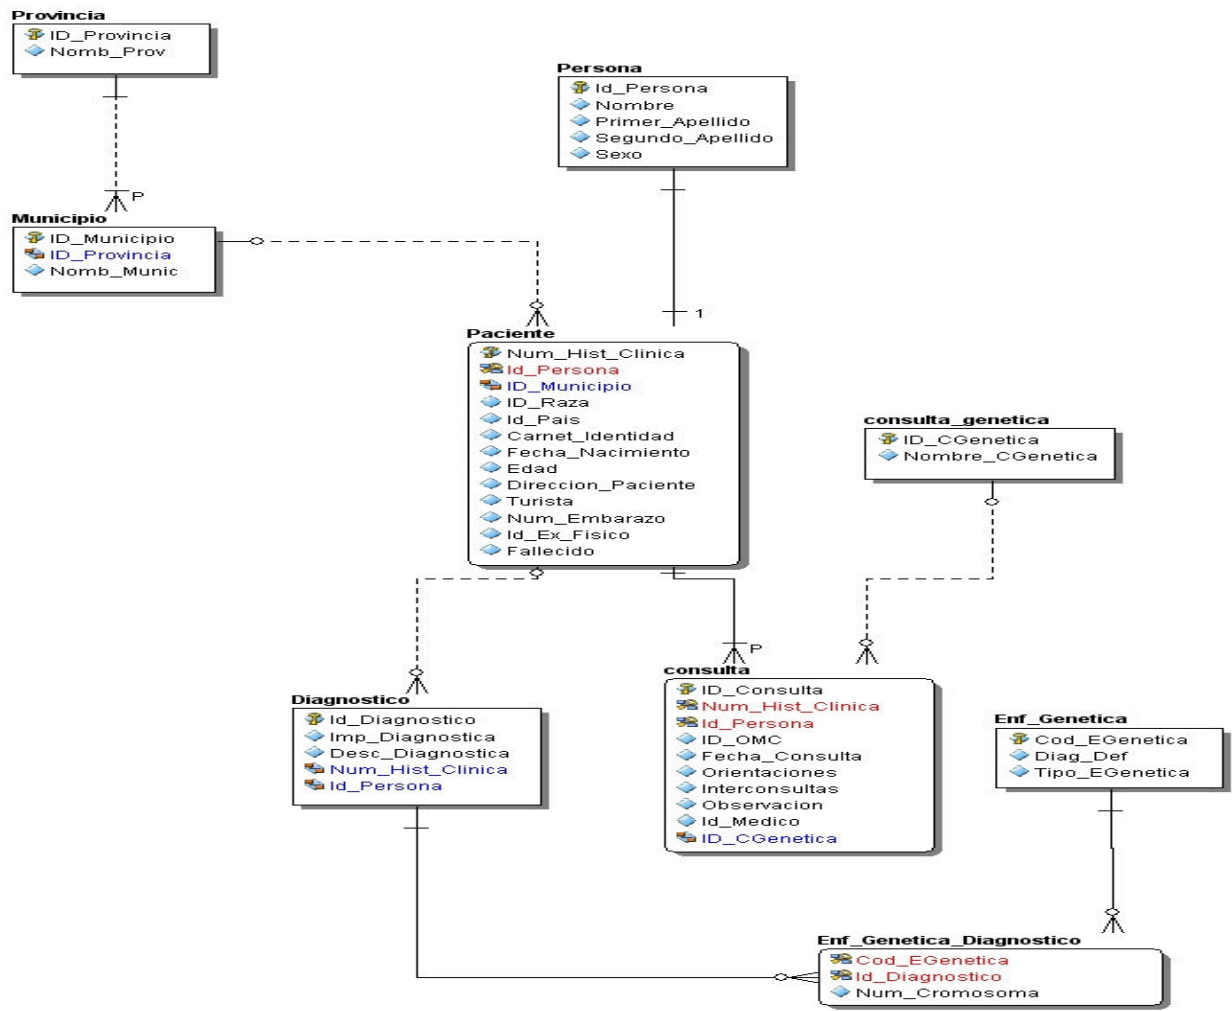 Provincia
ID_Provincia
Nomb_Prov
Persona
Id_Persona
Nombre
Primer_Apellido
Segundo_Apellido
Sexo
P
Municipio
ID_Municipio
ID_Provincia
Nomb_Munic
1
Paciente
Num_Hist_Clinica
Id_Persona
ID_Municipio
ID_Raza
Id_Pais
Carnet_Identidad
Fecha_Nacimiento
Edad
Direccion_Paciente
Turista
Num_Embarazo
Id_Ex_Fisico
Fallecido
consulta_genetica
ID_CGenetica
Nombre_CGenetica
P
Diagnostico
Id_Diagnostico
Imp_Diagnostica
Desc_Diagnostica
Num_Hist_Clinica
Id_Persona
consulta
ID_Consulta
Num_Hist_Clinica
Id_Persona
ID_OMC
Fecha_Consulta
Orientaciones
Interconsultas
Observacion
Id_Medico
ID_CGenetica
Enf_Genetica
Cod_EGenetica
Diag_Def
Tipo_EGenetica
Enf_Genetica_Diagnostico
Cod_EGenetica
Id_Diagnostico
Num_Cromosoma